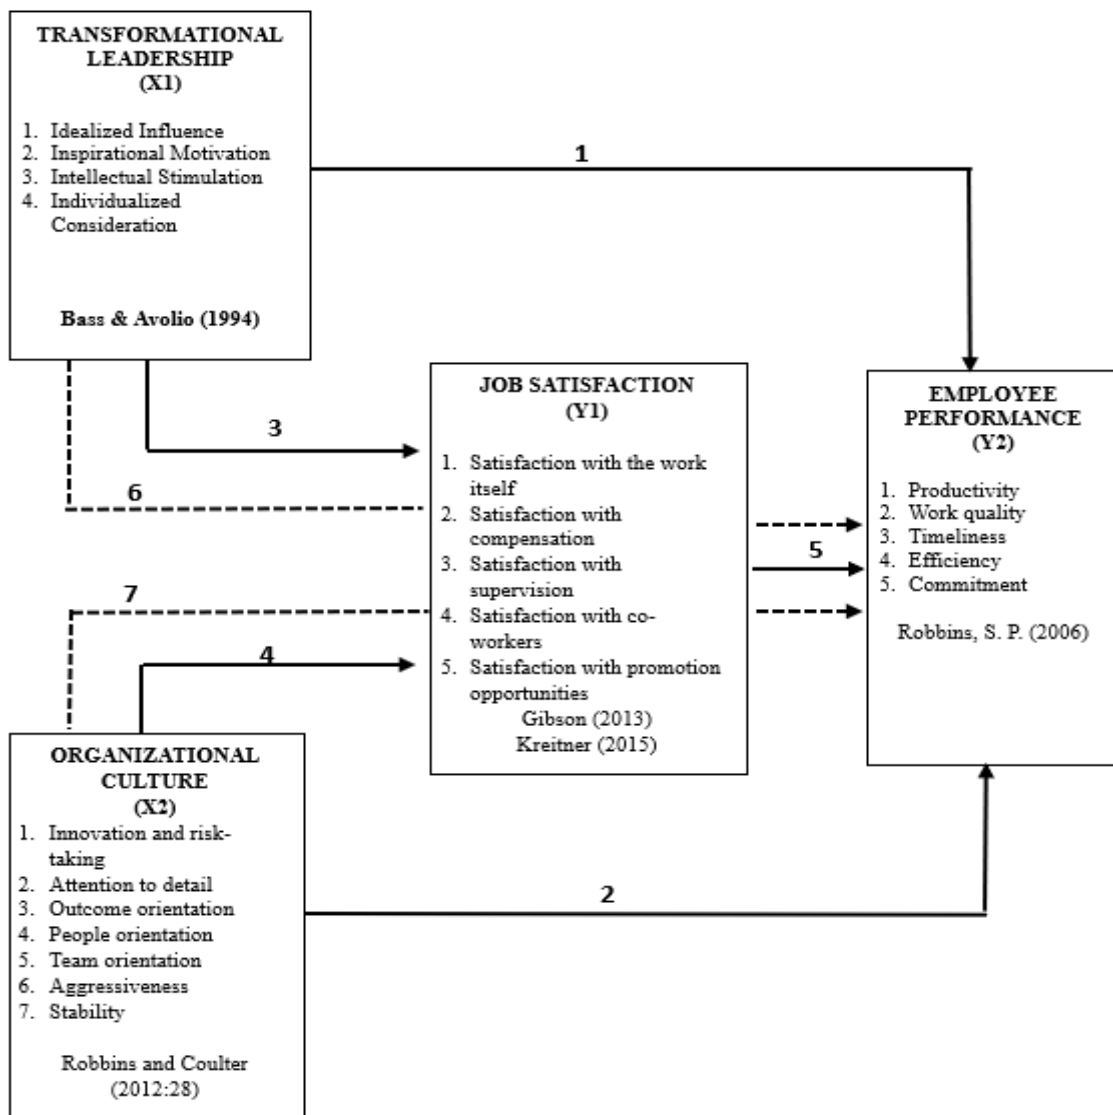 TRANSFORMATIONAL
LEADERSHIP
(X1)
1. Idealized Influence
2. Inspirational Motivation
3. Intellectual Stimulation
4. Individualized
Consideration
Bass & Avolio (1994)
1
3
6
7
4
JOB SATISFACTION
(Y1)
1. Satisfaction with the work
itself
2. Satisfaction with
compensation
3. Satisfaction with
supervision
4. Satisfaction with co-
workers
5. Satisfaction with promotion
opportunities
Gibson (2013)
Kreitner (2015)
5
EMPLOYEE
PERFORMANCE
(Y2)
1. Productivity
2. Work quality
3. Timeliness
4. Efficiency
5. Commitment
Robbins, S. P. (2006)
ORGANIZATIONAL
CULTURE
(X2)
1. Innovation and risk-
taking
2. Attention to detail
3. Outcome orientation
4. People orientation
5. Team orientation
6. Aggressiveness
7. Stability
Robbins and Coulter
(2012:28)
2